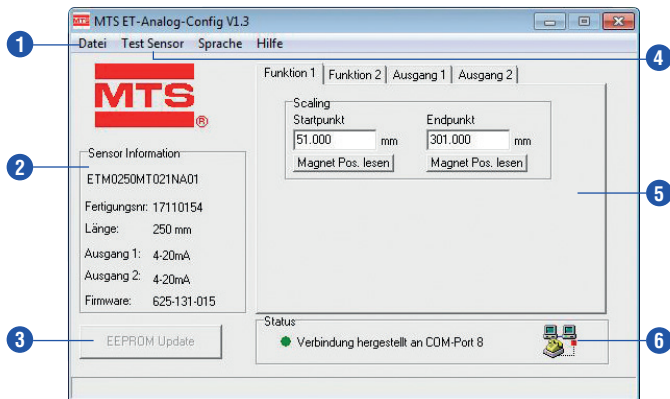 MTS ET-Analog-Config V1.3
Datei Test Sensor Sprache Hilfe
1
4
MTS
®
Funktion 1 Funktion 2 Ausgang 1 Ausgang 2
Scaling
Startpunkt Endpunkt
51.000 mm 301.000 mm
Magnet Pos. lesen Magnet Pos. lesen
2
Sensor Information
ETM0250MT021NA01
Fertigungsnr: 17110154
Länge: 250 mm
Ausgang 1: 4-20mA
Ausgang 2: 4-20mA
Firmware: 625-131-015
5
3
EEPROM Update
Status
Verbindung hergestellt an COM-Port 8
6